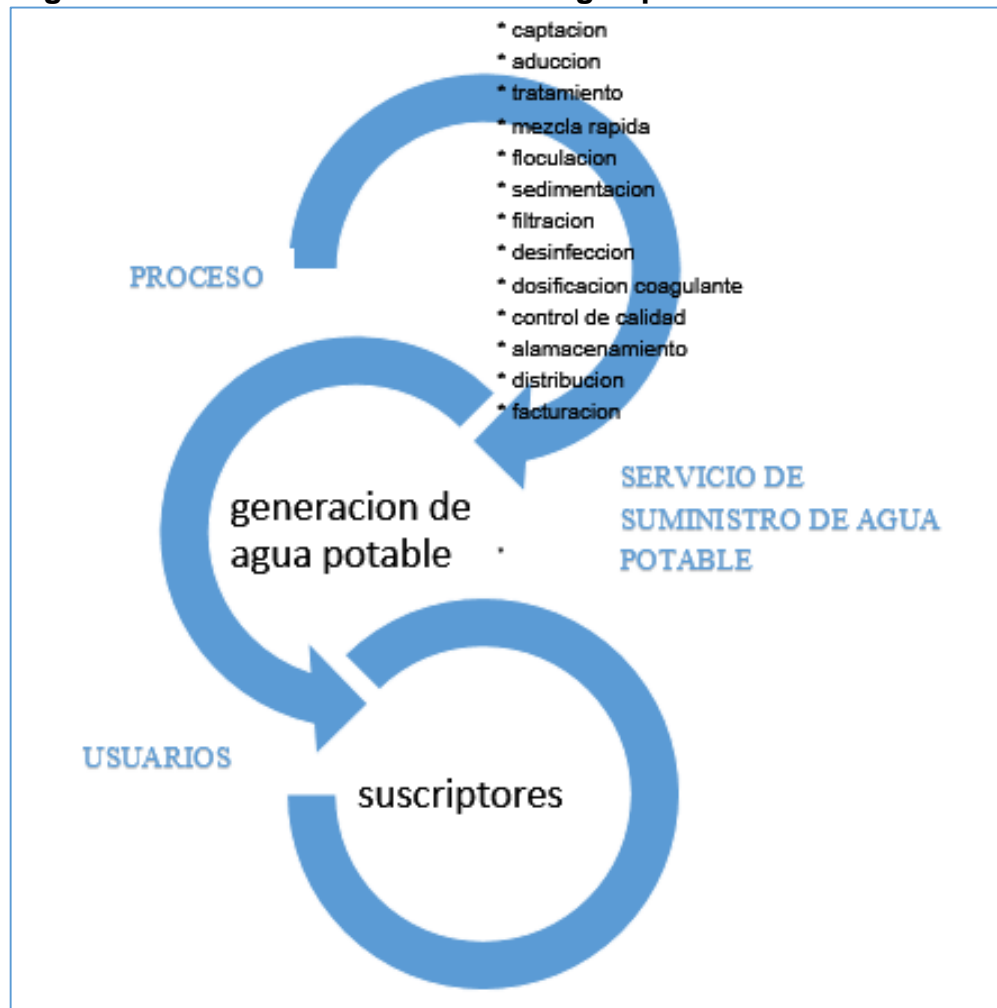 * captacion
* aduccion
* tratamiento
* mezcla rapida
* floculacion
* sedimentacion
* filtracion
* desinfeccion
* dosificacion coagulante
* control de calidad
* alamacenamiento
* distribucion
* facturacion
PROCESO
generacion de
agua potable
SERVICIO DE
SUMINISTRO DE AGUA
POTABLE
USUARIOS
suscriptores